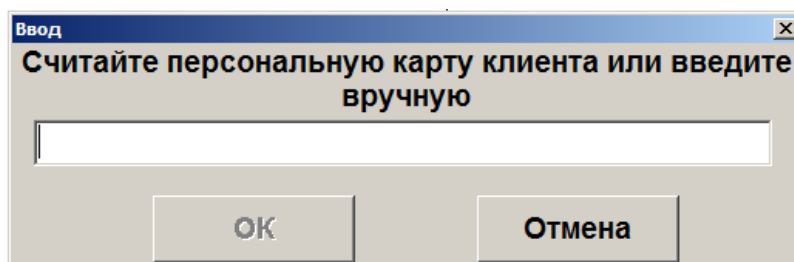 Ввод
Считайте персональную карту клиента или введите
вручную
ОК
Отмена